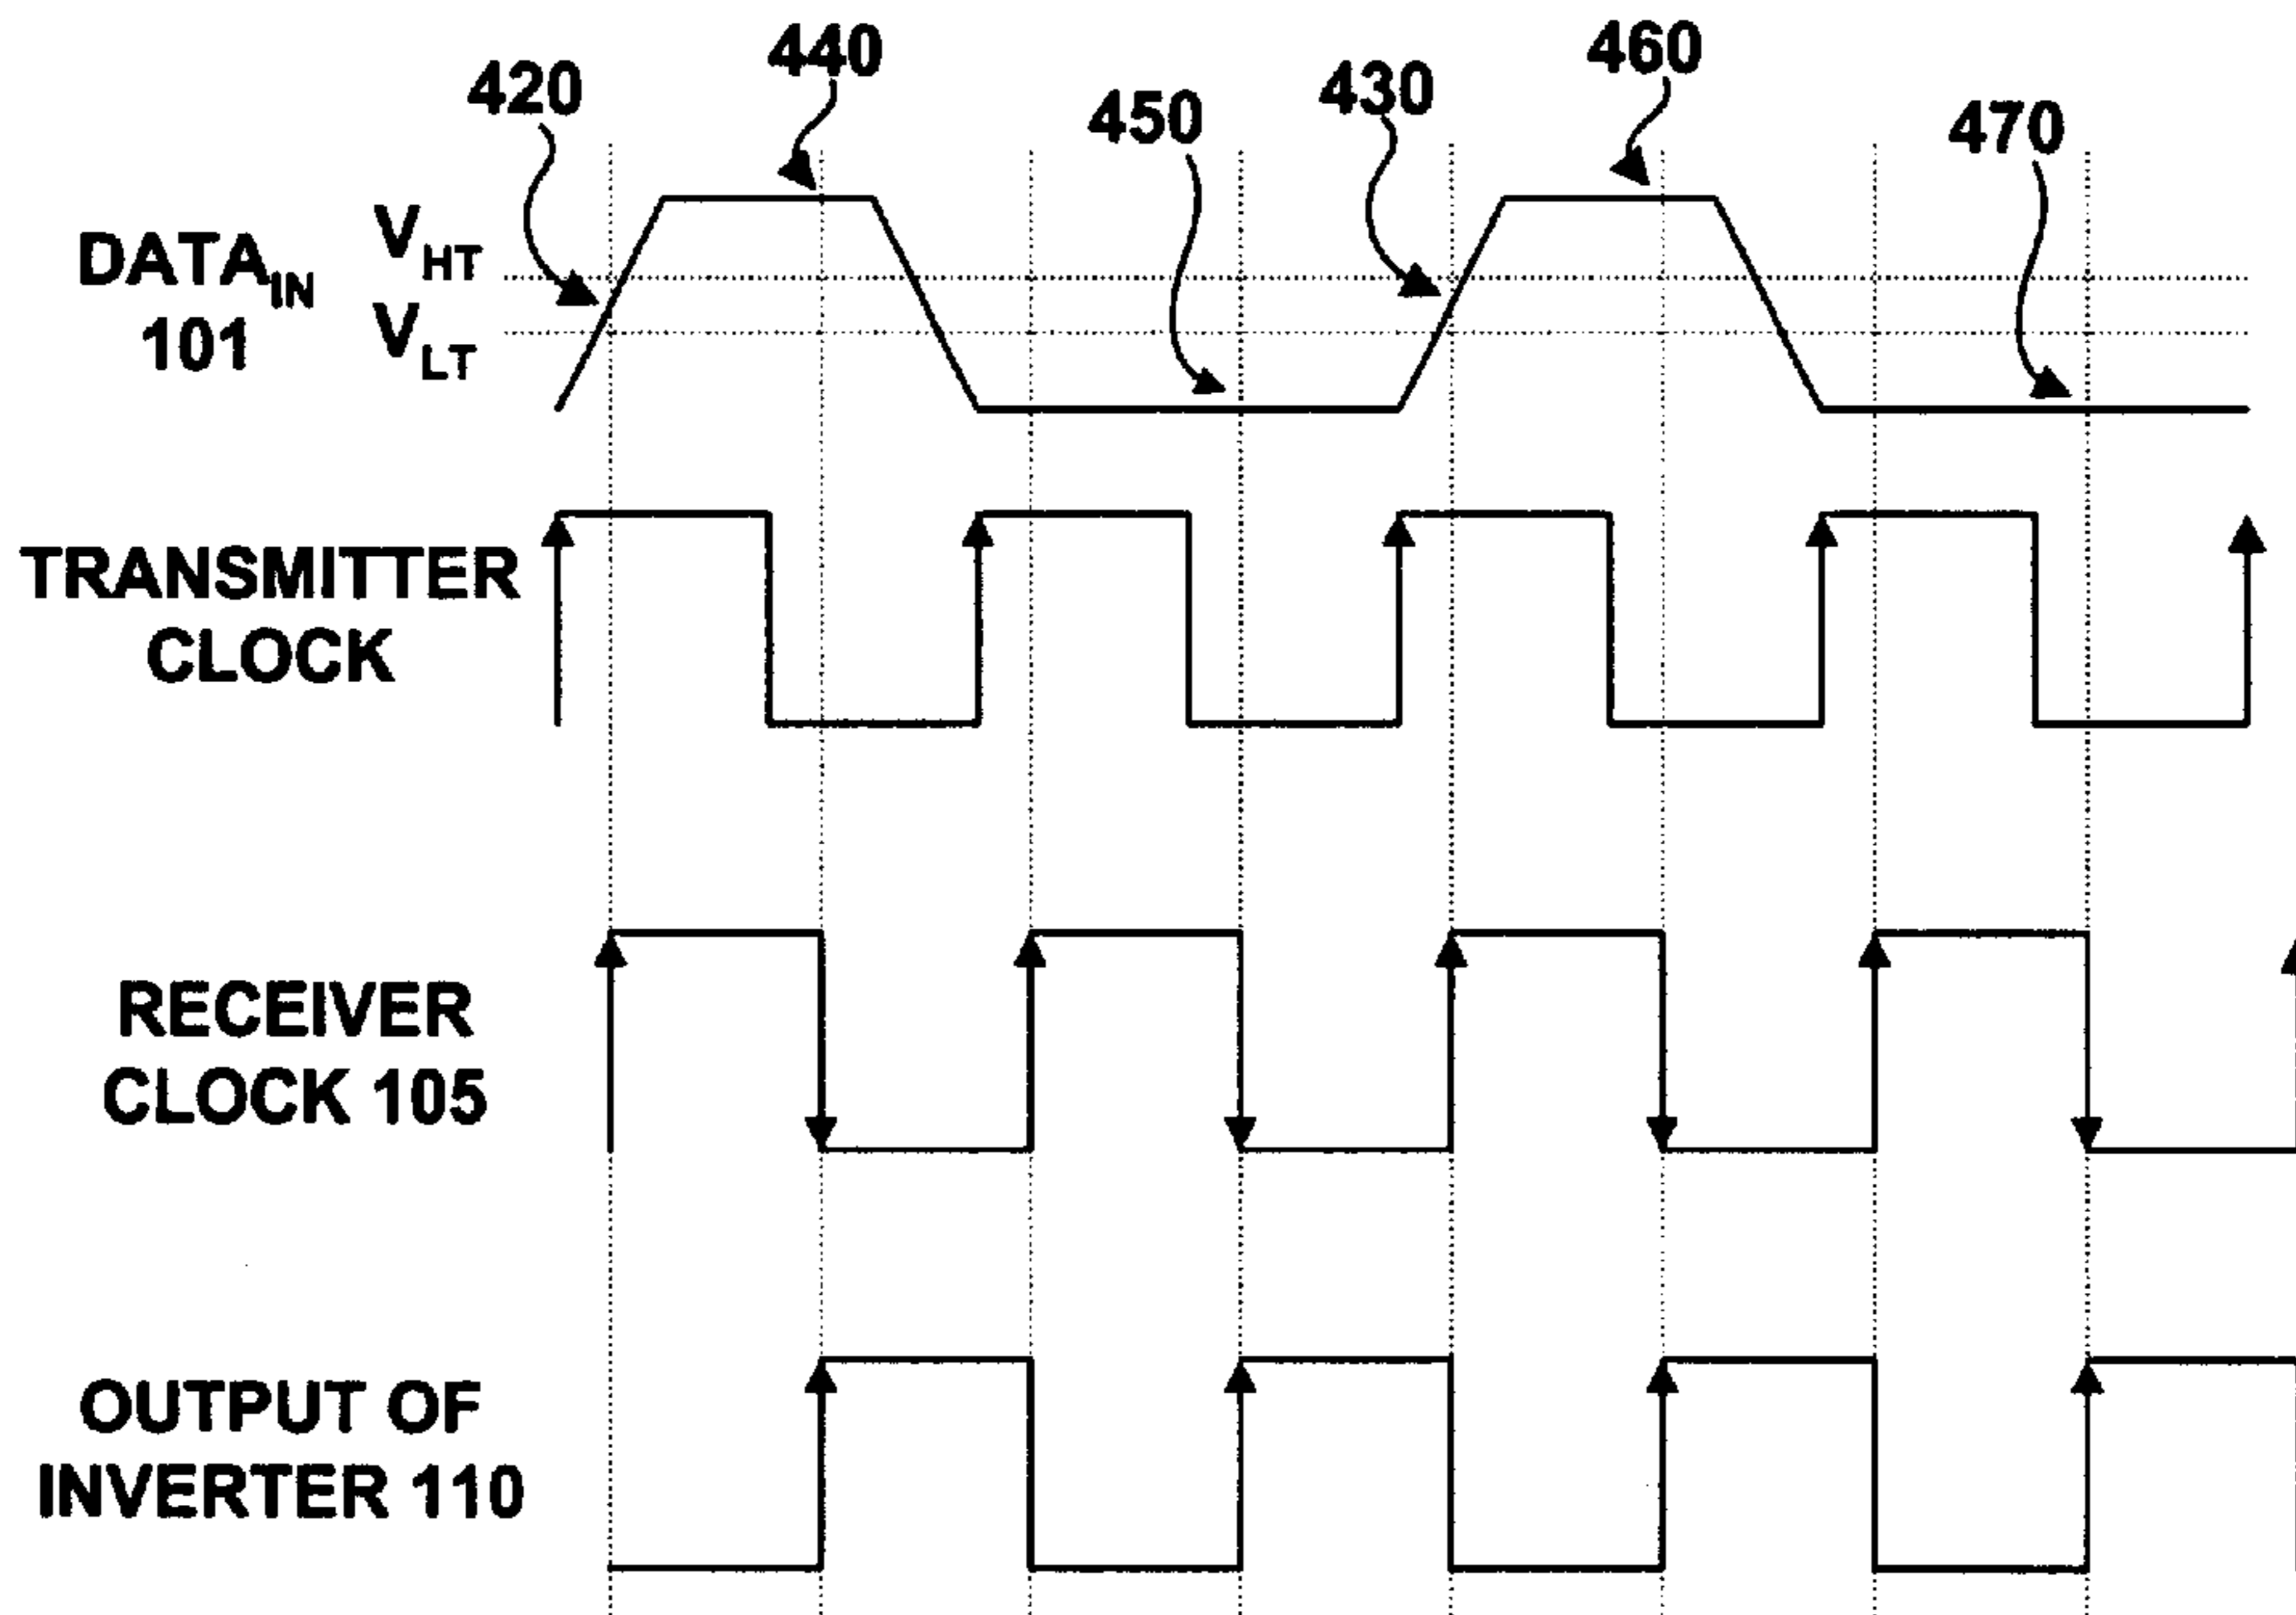 440
460
420
430
450
470
DATA_IN
101
V_HT
V_LT
TRANSMITTER
CLOCK
RECEIVER
CLOCK 105
OUTPUT OF
INVERTER 110